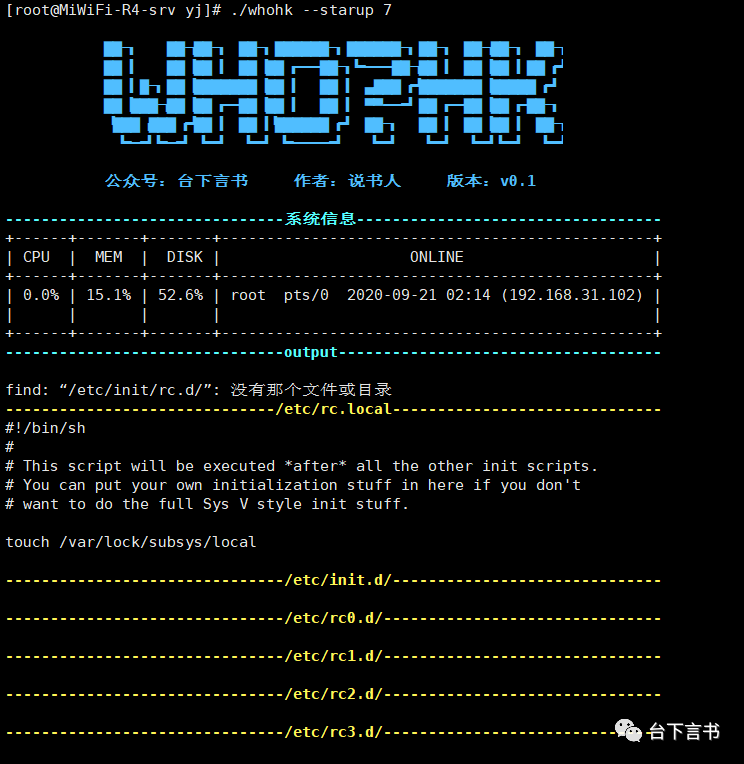 [root@MiWiFi-R4-srv yj]# ./whohk --starup 7
WHO?HK
公众号：台下言书 作者：说书人 版本：v0.1
-------------------------------系统信息----------------------------------
+------+-------+-------+------------------------------------------------+
| CPU | MEM | DISK | ONLINE |
+------+-------+-------+------------------------------------------------+
| 0.0% | 15.1% | 52.6% | root pts/0 2020-09-21 02:14 (192.168.31.102) |
| | | | |
+------+-------+-------+------------------------------------------------+
-------------------------------output------------------------------------
find: “/etc/init/rc.d/”: 没有那个文件或目录
------------------------------/etc/rc.local------------------------------
#!/bin/sh
#
# This script will be executed *after* all the other init scripts.
# You can put your own initialization stuff in here if you don't
# want to do the full Sys V style init stuff.
touch /var/lock/subsys/local
-------------------------------/etc/init.d/------------------------------
-------------------------------/etc/rc0.d/-------------------------------
-------------------------------/etc/rc1.d/-------------------------------
-------------------------------/etc/rc2.d/-------------------------------
-------------------------------/etc/rc3.d/-------------------------------
台下言书